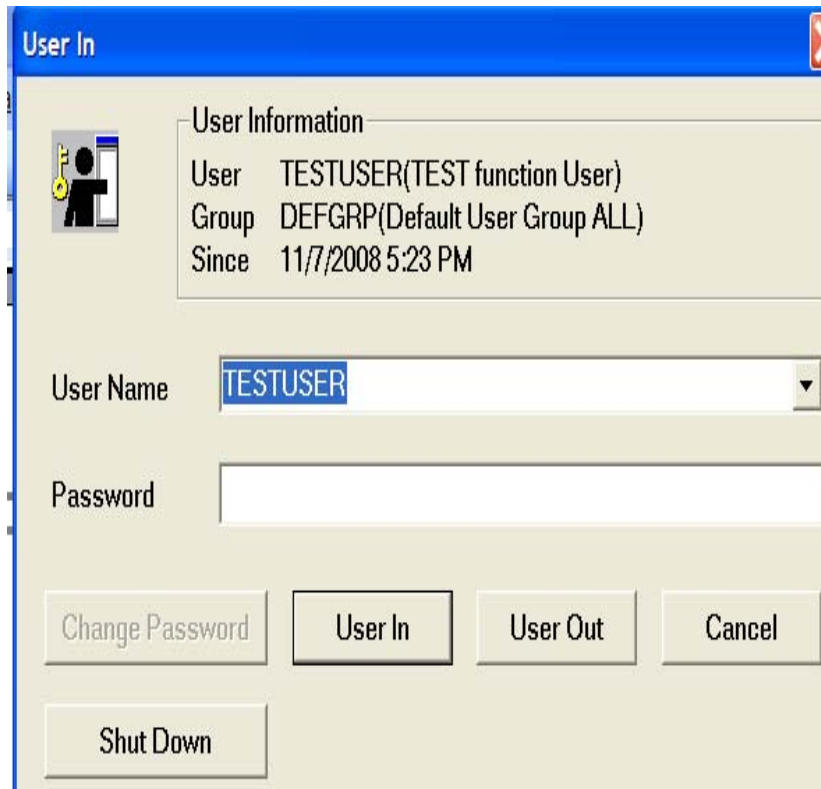 User In
User Information
User TESTUSER(TEST function User)
Group DEFGRP(Default User Group ALL)
Since 11/7/2008 5:23 PM
User Name TESTUSER
Password
Change Password User In User Out Cancel
Shut Down